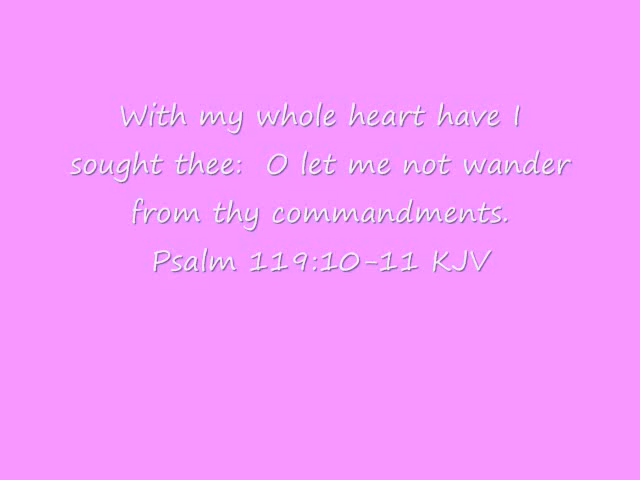 With my whole heart have I
sought thee:  O let me not wander
from thy commandments.
Psalm 119:10-11 KJV